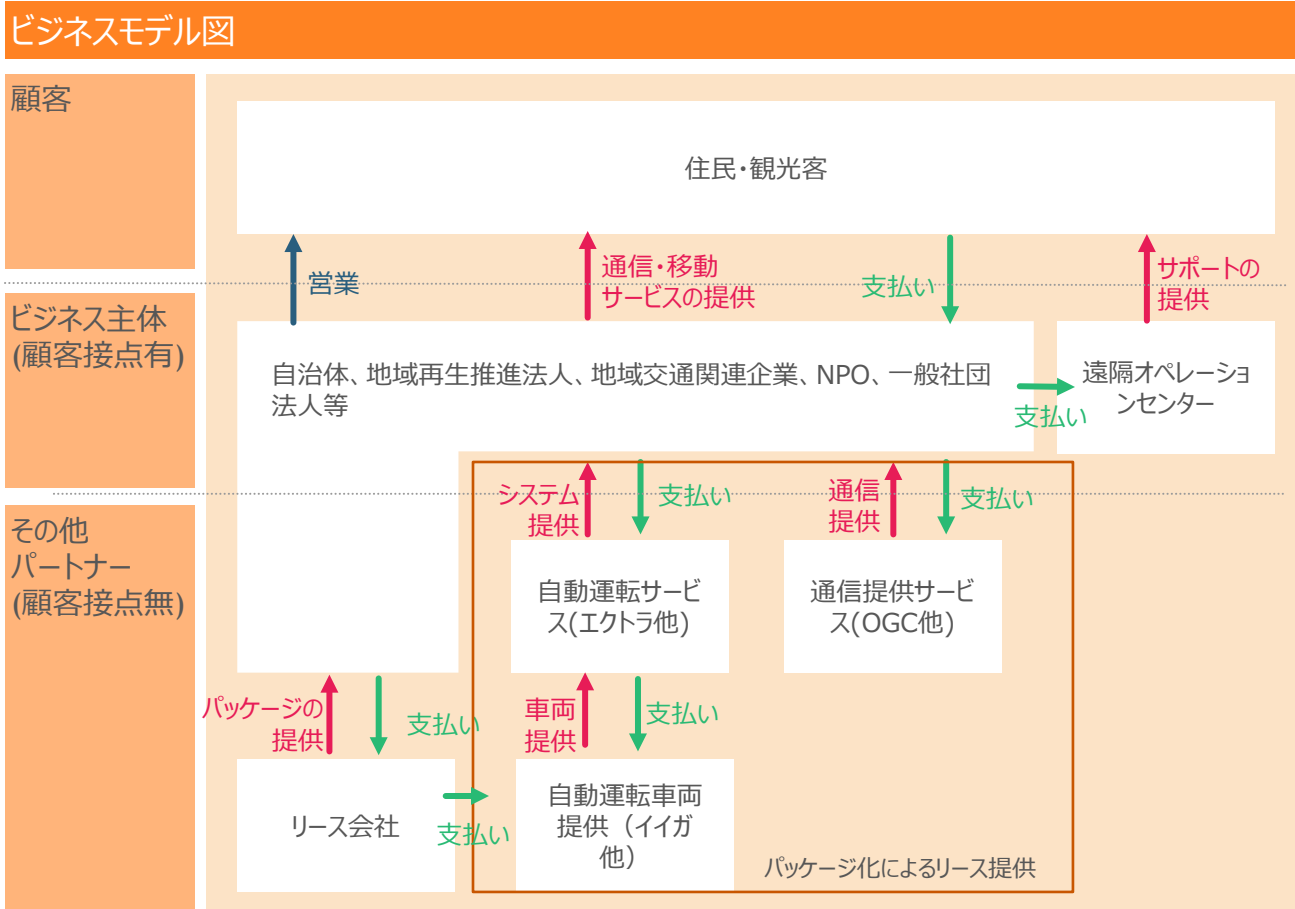 ビジネスモデル図
顧客
住民・観光客
営業
通信・移動
サービスの提供
支払い
サポートの
提供
ビジネス主体
(顧客接点有)
自治体、地域再生推進法人、地域交通関連企業、NPO、一般社団
法人等
支払い
遠隔オペレーショ
ンセンター
システム
提供
支払い
通信
提供
支払い
その他
パートナー
(顧客接点無)
自動運転サービ
ス(エクトラ他)
通信提供サービ
ス(OGC他)
パッケージの
提供
支払い
車両
提供
支払い
リース会社
支払い
自動運転車両
提供（イイガ
他）
パッケージ化によるリース提供